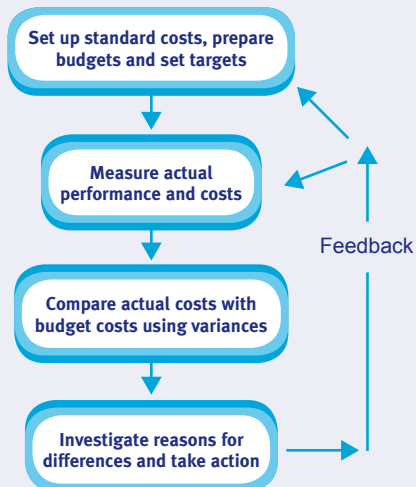 Set up standard costs, prepare
budgets and set targets
Measure actual
performance and costs
Feedback
Compare actual costs with
budget costs using variances
Investigate reasons for
differences and take action